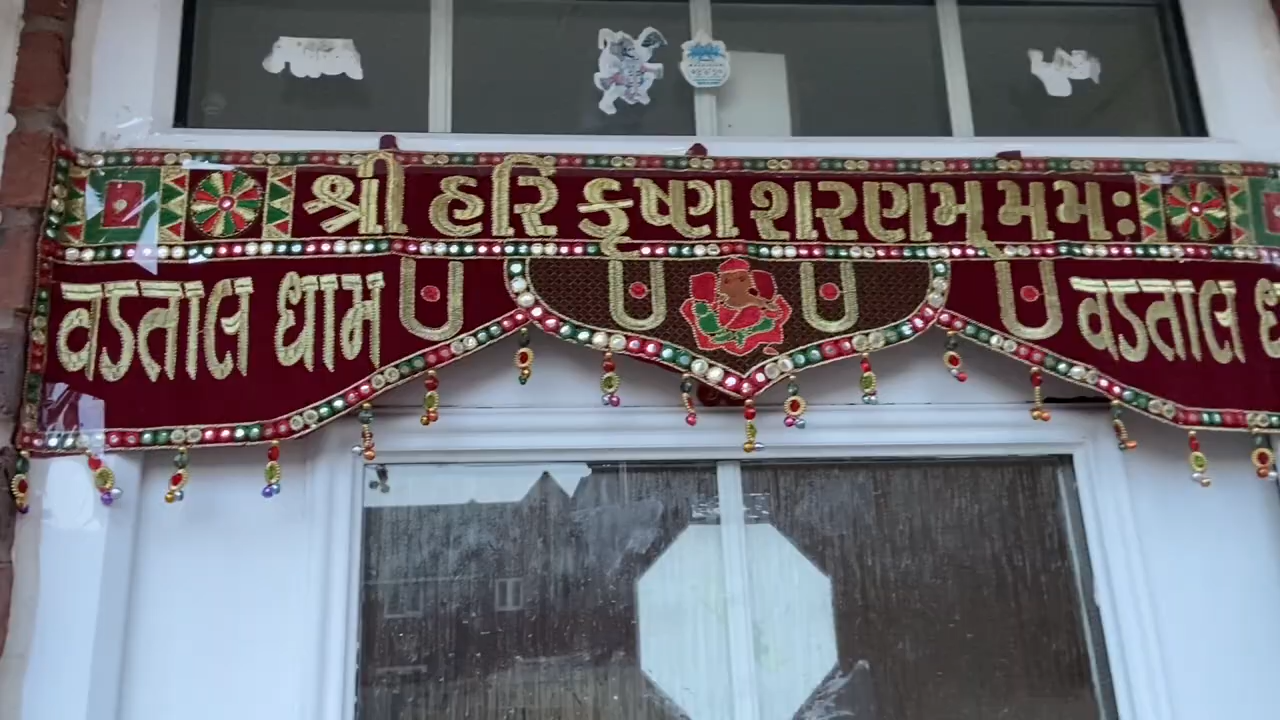 શ્રી હરિ કૃષ્ણ શરણમ્ મમઃ
વડતાલ ધામ
વડતાલ